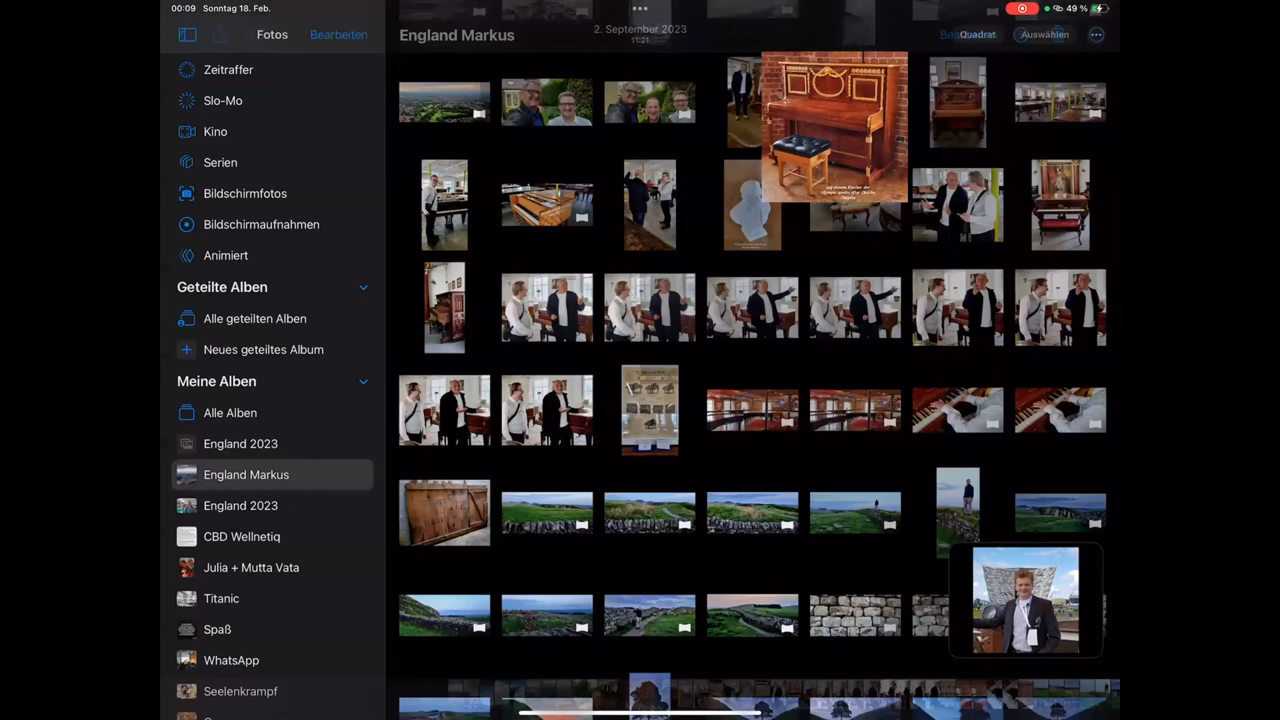 00:09 Sonntag 18. Feb.
49 %
Fotos
Bearbeiten
England Markus
2. September 2023
11:21
Quadrat
Auswählen
Zeitraffer
Slo-Mo
Kino
Serien
Bildschirmfotos
Bildschirmaufnahmen
Animiert
Geteilte Alben
Alle geteilten Alben
Neues geteiltes Album
Meine Alben
Alle Alben
England 2023
England Markus
England 2023
CBD Wellnetiq
Julia + Mutta Vata
Titanic
Spaß
WhatsApp
Seelenkrampf